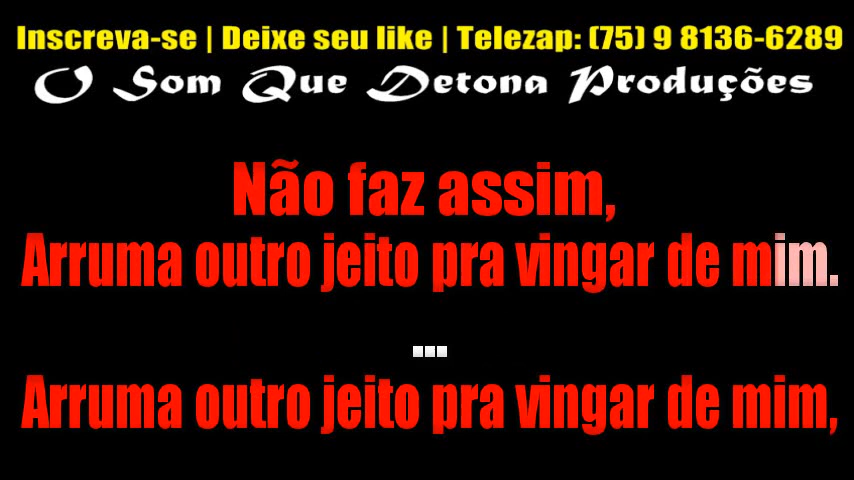 Inscreva-se | Deixe seu like | Telezap: (75) 9 8136-6289
O Som Que Detona Produções
Não faz assim,
Arruma outro jeito pra vingar de mim.
...
Arruma outro jeito pra vingar de mim,